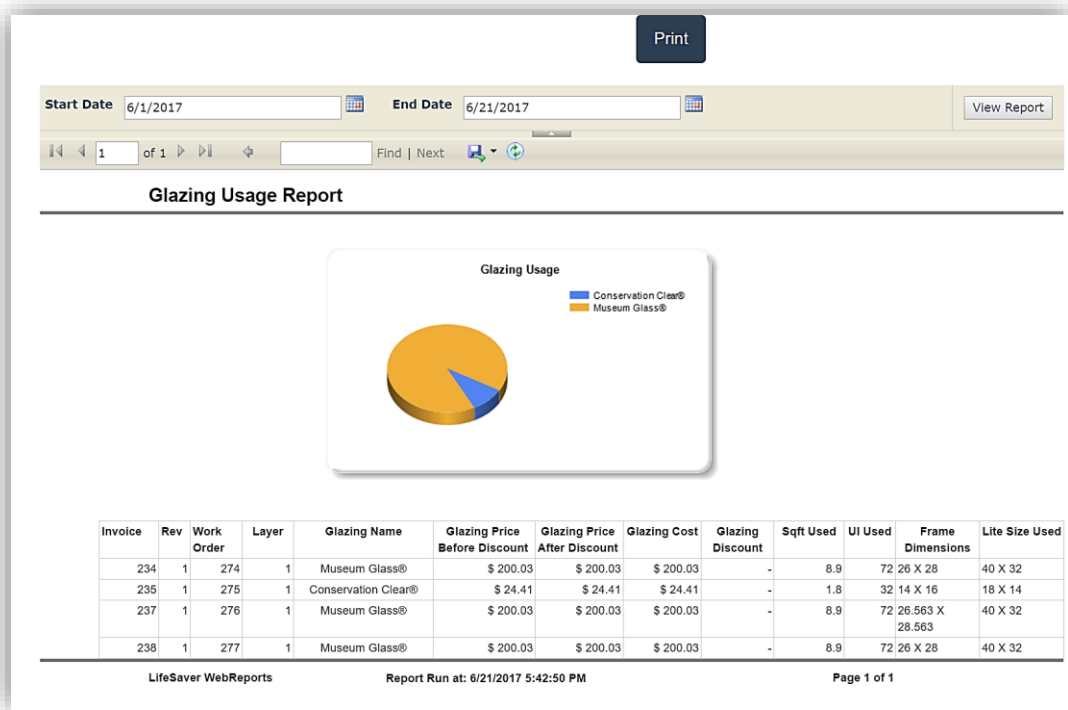 Print
Start Date 6/1/2017 End Date 6/21/2017 View Report
1 of 1 Find | Next
Glazing Usage Report
Glazing Usage
Conservation Clear®
Museum Glass®
Invoice Rev Work Order Layer Glazing Name Glazing Price Before Discount Glazing Price After Discount Glazing Cost Glazing Discount Sqft Used UI Used Frame Dimensions Lite Size Used
234 1 274 1 Museum Glass® $ 200.03 $ 200.03 $ 200.03 - 8.9 72 26 X 28 40 X 32
235 1 275 1 Conservation Clear® $ 24.41 $ 24.41 $ 24.41 - 1.8 32 14 X 16 18 X 14
237 1 276 1 Museum Glass® $ 200.03 $ 200.03 $ 200.03 - 8.9 72 26.563 X 28.563 40 X 32
238 1 277 1 Museum Glass® $ 200.03 $ 200.03 $ 200.03 - 8.9 72 26 X 28 40 X 32
LifeSaver WebReports Report Run at: 6/21/2017 5:42:50 PM Page 1 of 1